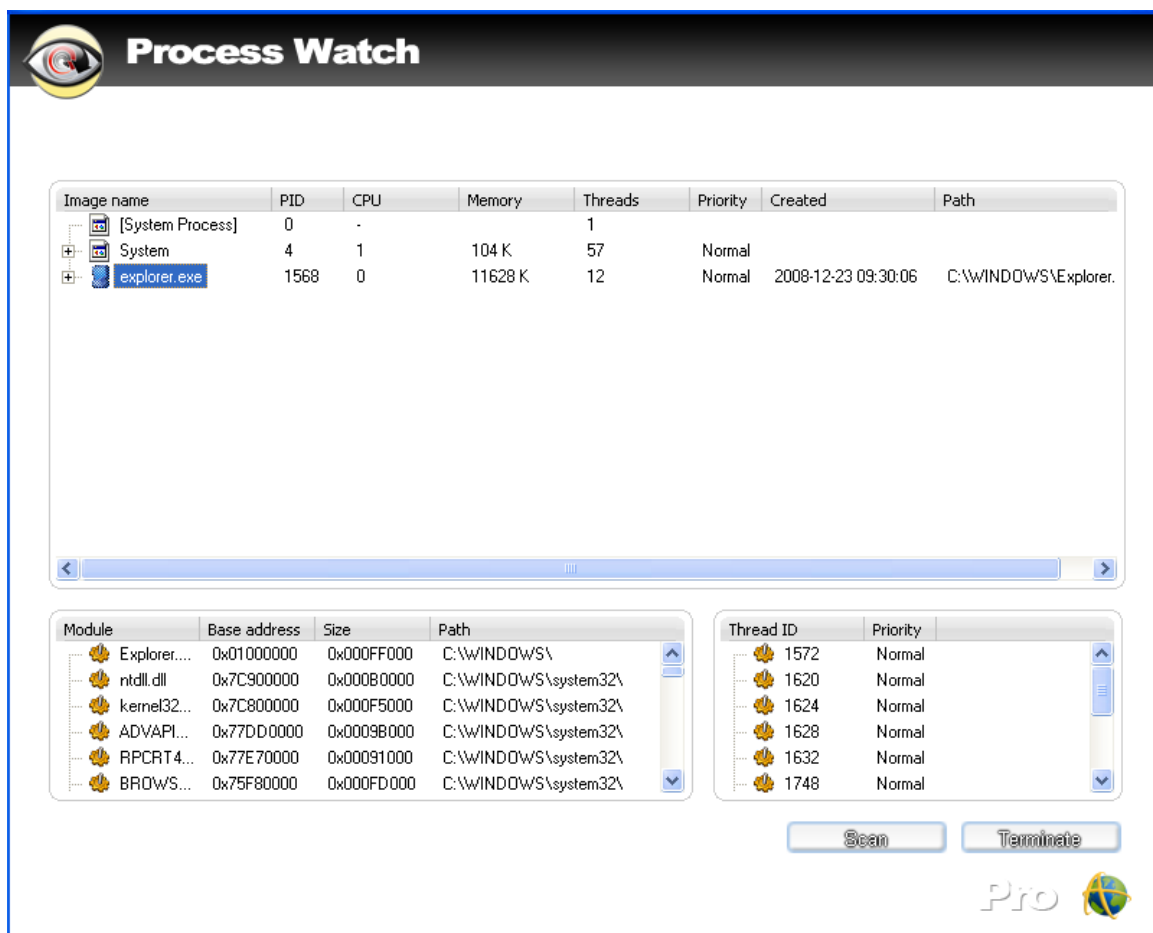 Process Watch
Image name PID CPU Memory Threads Priority Created Path
[System Process] 0 - 1
System 4 1 104 K 57 Normal
explorer.exe 1568 0 11628 K 12 Normal 2008-12-23 09:30:06 C:\WINDOWS\Explorer.
Module Base address Size Path
Explorer.... 0x01000000 0x000FF000 C:\WINDOWS\
ntdll.dll 0x7C900000 0x000B0000 C:\WINDOWS\system32\
kernel32... 0x7C800000 0x000F5000 C:\WINDOWS\system32\
ADVAPI... 0x77DD0000 0x0009B000 C:\WINDOWS\system32\
RPCRT4... 0x77E70000 0x00091000 C:\WINDOWS\system32\
BROWS... 0x75F80000 0x000FD000 C:\WINDOWS\system32\
Thread ID Priority
1572 Normal
1620 Normal
1624 Normal
1628 Normal
1632 Normal
1748 Normal
Scan Terminate
Pro